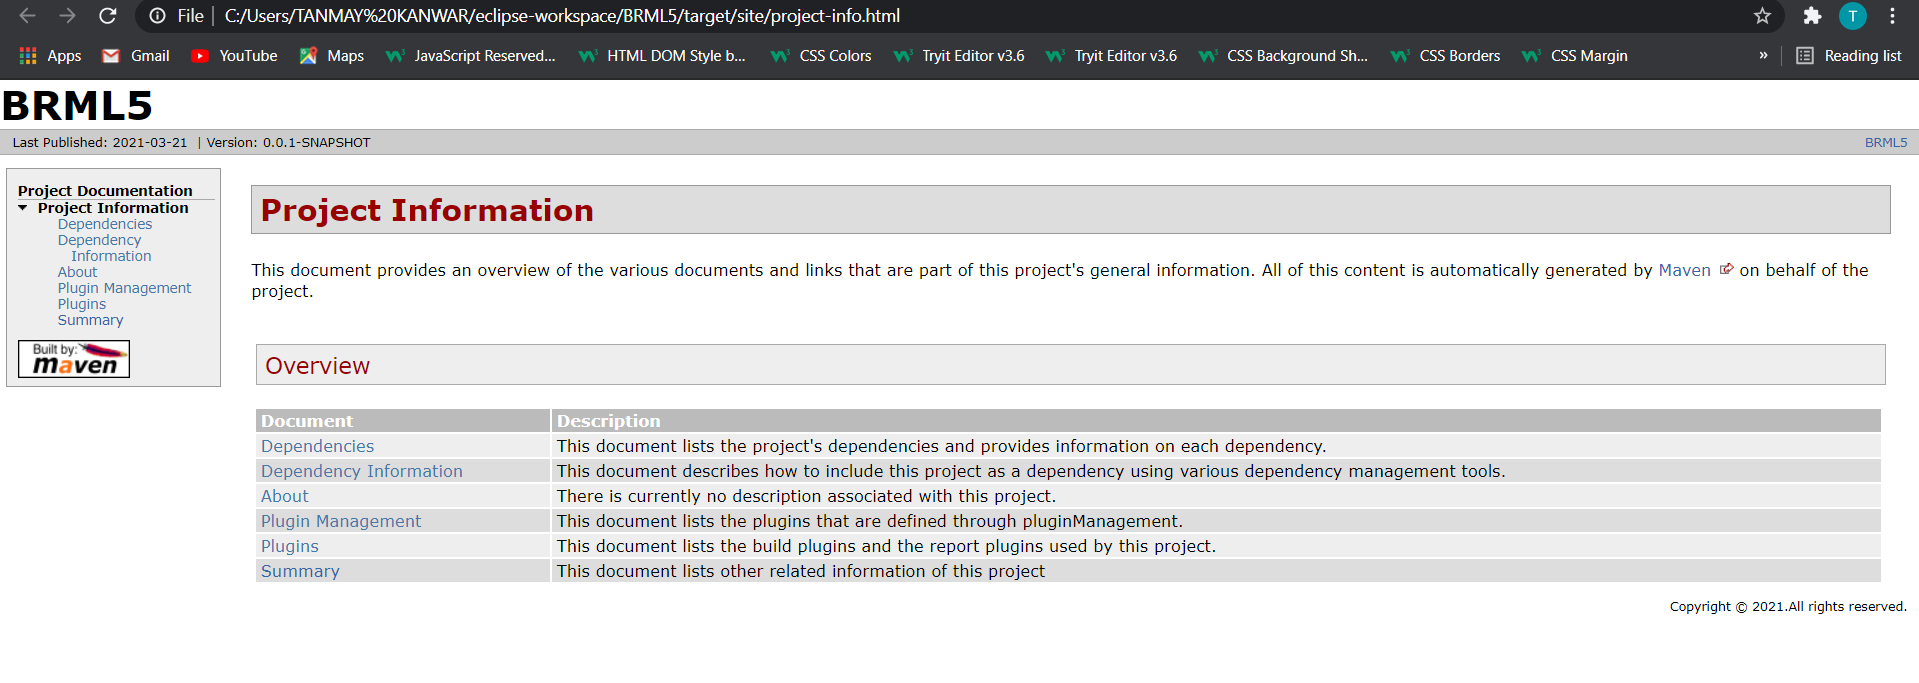 File | C:/Users/TANMAY%20KANWAR/eclipse-workspace/BRML5/target/site/project-info.html T
Apps Gmail YouTube Maps JavaScript Reserved... HTML DOM Style b... CSS Colors Tryit Editor v3.6 Tryit Editor v3.6 CSS Background Sh... CSS Borders CSS Margin » Reading list
BRML5
Last Published: 2021-03-21 | Version: 0.0.1-SNAPSHOT BRML5
Project Documentation
Project Information
Dependencies
Dependency
Information
About
Plugin Management
Plugins
Summary
Built by:
maven
Project Information
This document provides an overview of the various documents and links that are part of this project's general information. All of this content is automatically generated by Maven on behalf of the
project.
Overview
Document Description
Dependencies This document lists the project's dependencies and provides information on each dependency.
Dependency Information This document describes how to include this project as a dependency using various dependency management tools.
About There is currently no description associated with this project.
Plugin Management This document lists the plugins that are defined through pluginManagement.
Plugins This document lists the build plugins and the report plugins used by this project.
Summary This document lists other related information of this project
Copyright © 2021.All rights reserved.